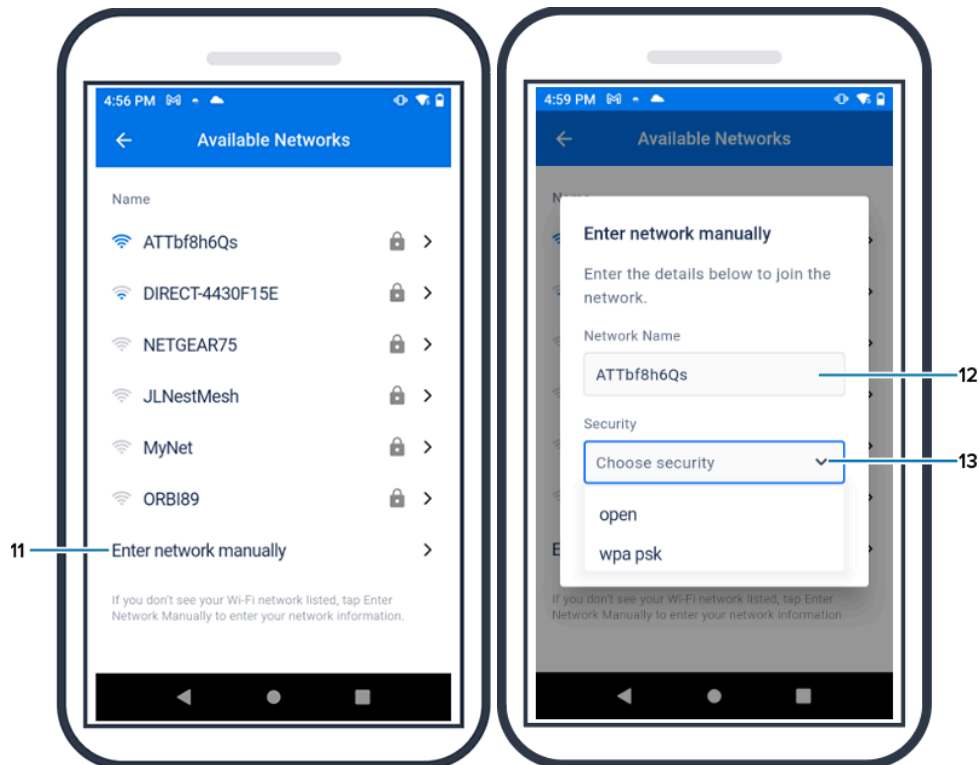 4:56 PM
Available Networks
Name
ATTbf8h6Qs
DIRECT-4430F15E
NETGEAR75
JLNestMesh
MyNet
ORBI89
11
Enter network manually
If you don't see your Wi-Fi network listed, tap Enter
Network Manually to enter your network information.
4:59 PM
Available Networks
Enter network manually
Enter the details below to join the
network.
Network Name
ATTbf8h6Qs
12
Security
Choose security
13
open
wpa psk
If you don't see your Wi-Fi network listed, tap Enter
Network Manually to enter your network information.